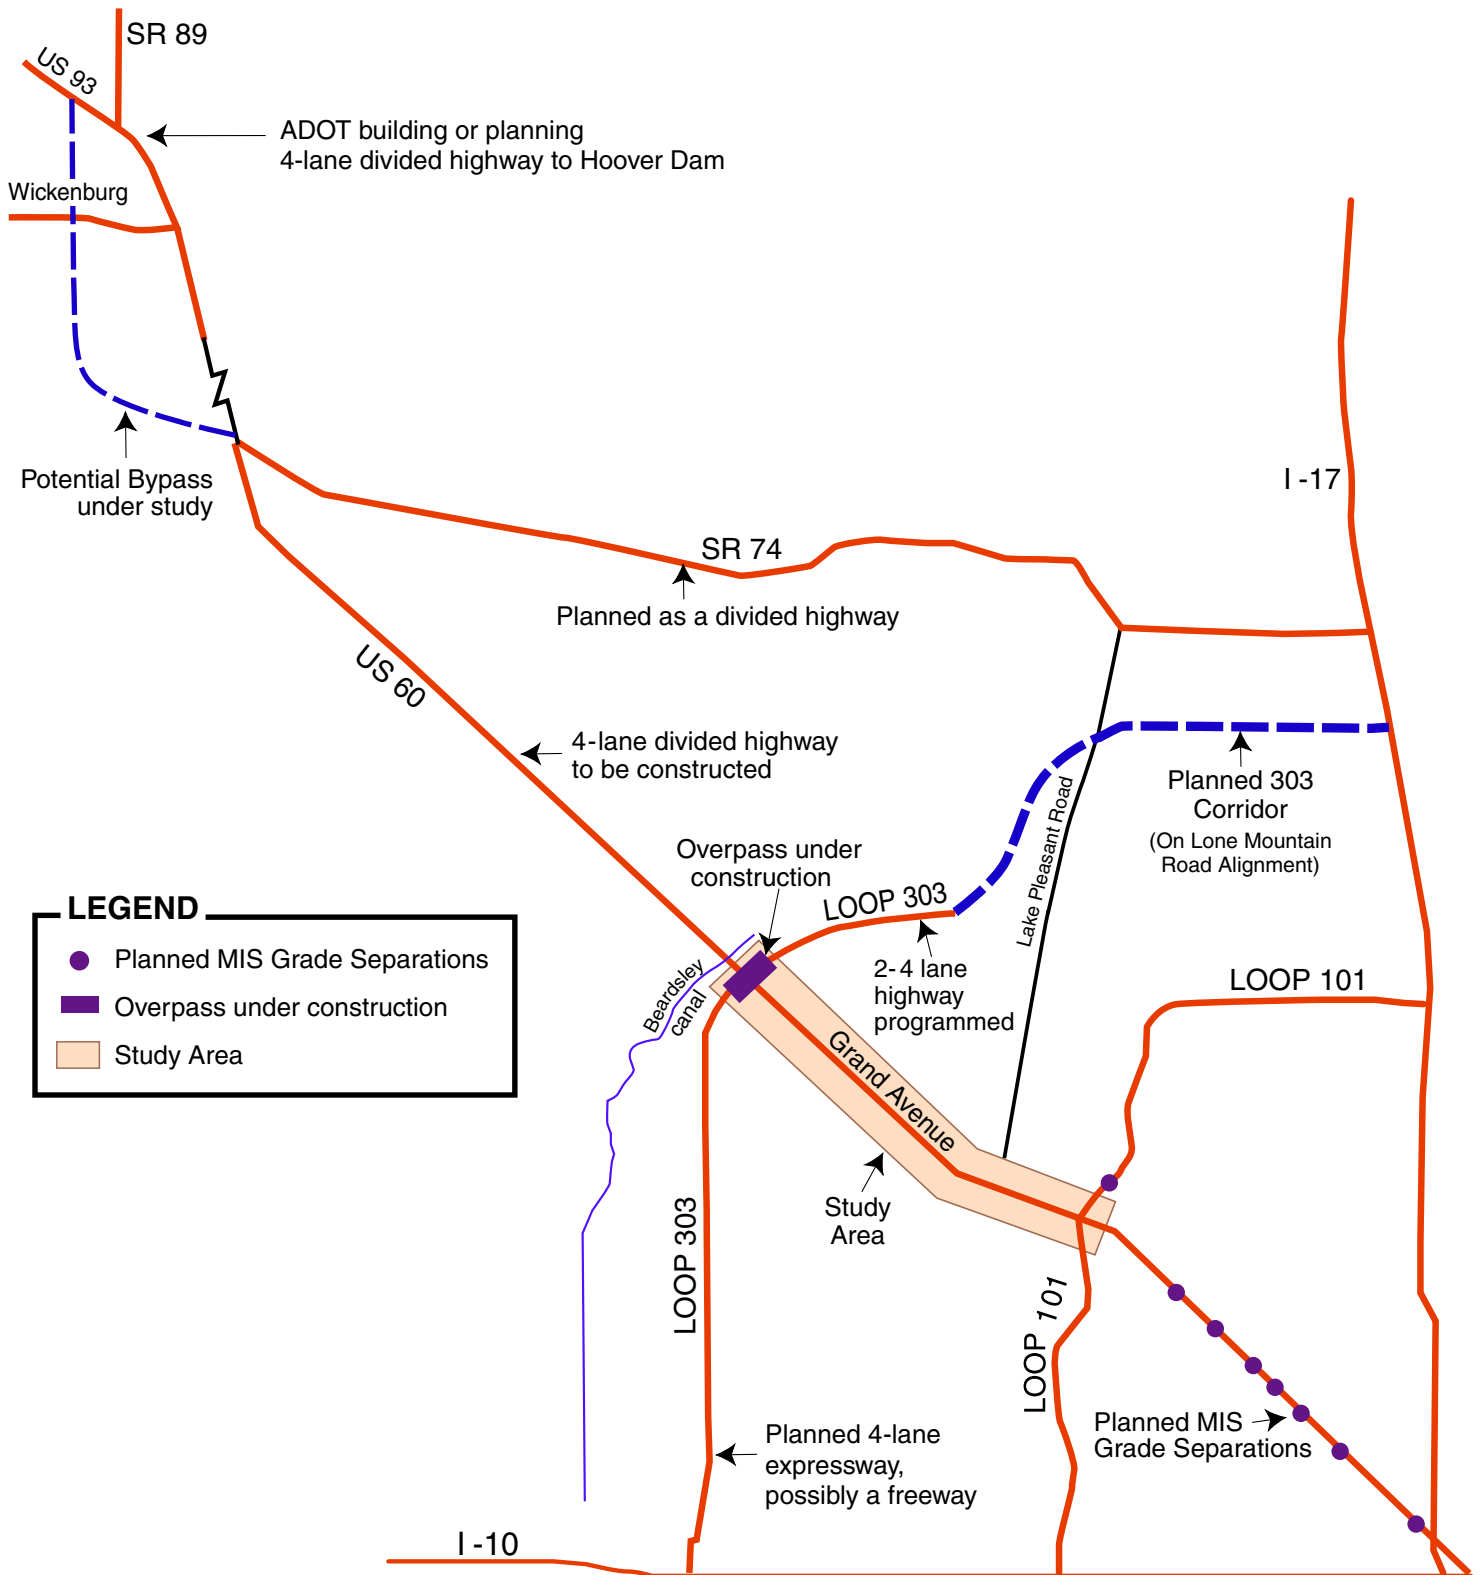 SR 89
US 93
ADOT building or planning
4-lane divided highway to Hoover Dam
Wickenburg
Potential Bypass
under study
I -17
SR 74
Planned as a divided highway
US 60
4-lane divided highway
to be constructed
Planned 303
Corridor
(On Lone Mountain
Road Alignment)
Lake Pleasant Road
Overpass under
construction
LOOP 303
2-4 lane
highway
programmed
LEGEND
Planned MIS Grade Separations
Overpass under construction
Study Area
Beardsley
canal
LOOP 101
Grand Avenue
Study
Area
LOOP 303
LOOP 101
Planned MIS
Grade Separations
Planned 4-lane
expressway,
possibly a freeway
I -10